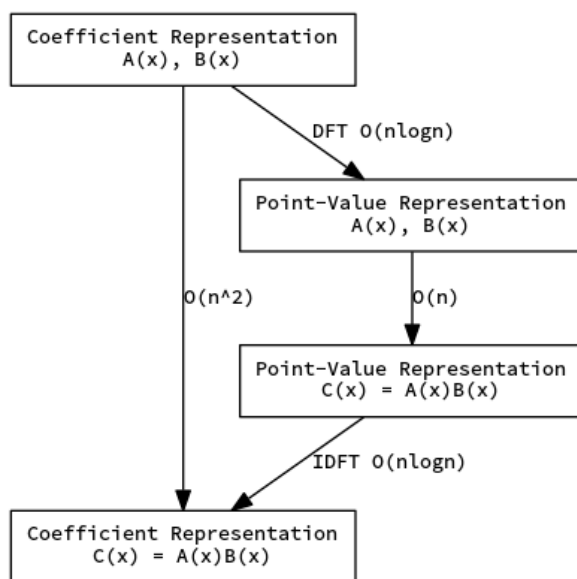 Coefficient Representation
A(x), B(x)
DFT O(nlogn)
Point-Value Representation
A(x), B(x)
O(n^2)
O(n)
Point-Value Representation
C(x) = A(x)B(x)
IDFT O(nlogn)
Coefficient Representation
C(x) = A(x)B(x)